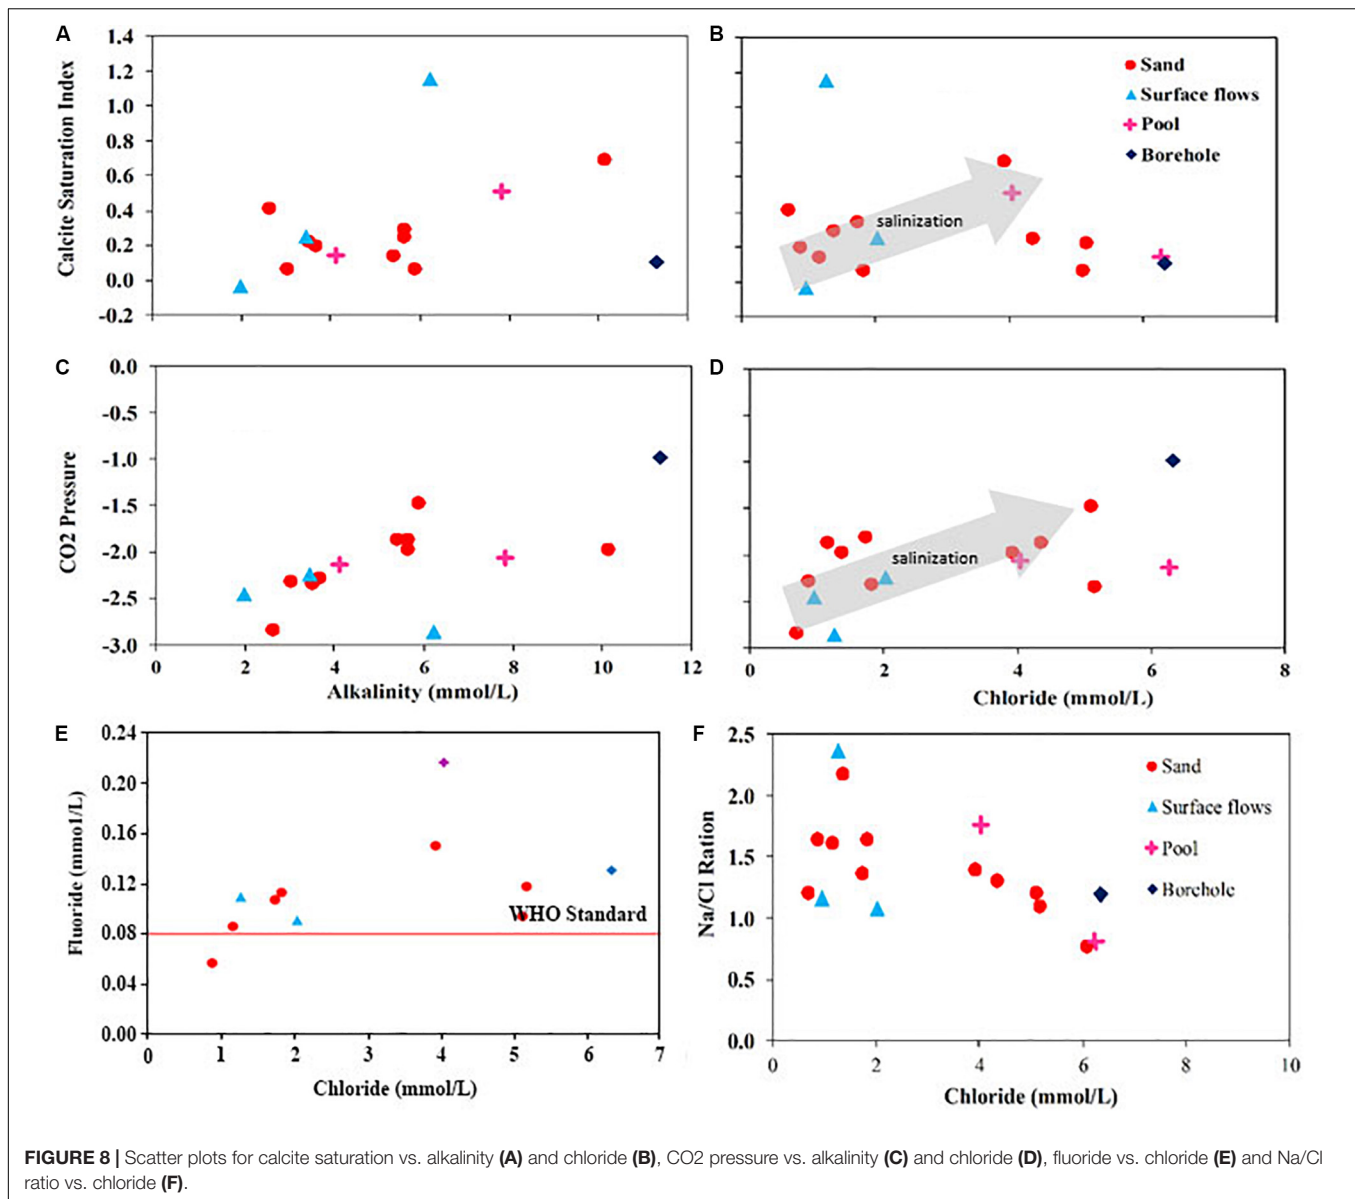 A
B
1.4
1.2
1.0
0.8
0.6
0.4
0.2
0.0
-0.2
Calcite Saturation Index
Sand
Surface flows
Pool
Borehole
salinization
C
D
0.0
-0.5
-1.0
-1.5
-2.0
-2.5
-3.0
CO2 Pressure
0 2 4 6 8 10 12
Alkalinity (mmol/L)
salinization
0 2 4 6 8
Chloride (mmol/L)
E
0.24
0.20
0.16
0.12
0.08
0.04
0.00
Fluoride (mmo1/L)
WHO Standard
0 1 2 3 4 5 6 7
Chloride (mmol/L)
F
2.5
2.0
1.5
1.0
0.5
0.0
Na/Cl Ration
Sand
Surface flows
Pool
Borehole
0 2 4 6 8 10
Chloride (mmol/L)
FIGURE 8 | Scatter plots for calcite saturation vs. alkalinity (A) and chloride (B), CO2 pressure vs. alkalinity (C) and chloride (D), fluoride vs. chloride (E) and Na/Cl
ratio vs. chloride (F).